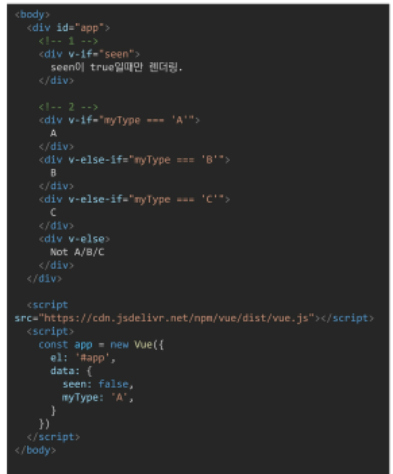 <body>
<div id="app">
<!-- 1 -->
<div v-if="seen">
seen이 true일때만 렌더링.
</div>
<!-- 2 -->
<div v-if="myType === 'A'">
A
</div>
<div v-else-if="myType === 'B'">
B
</div>
<div v-else-if="myType === 'C'">
C
</div>
<div v-else>
Not A/B/C
</div>
</div>
<script
src="https://cdn.jsdelivr.net/npm/vue/dist/vue.js"></script>
<script>
const app = new Vue({
el: '#app',
data: {
seen: false,
myType: 'A',
}
})
</script>
</body>